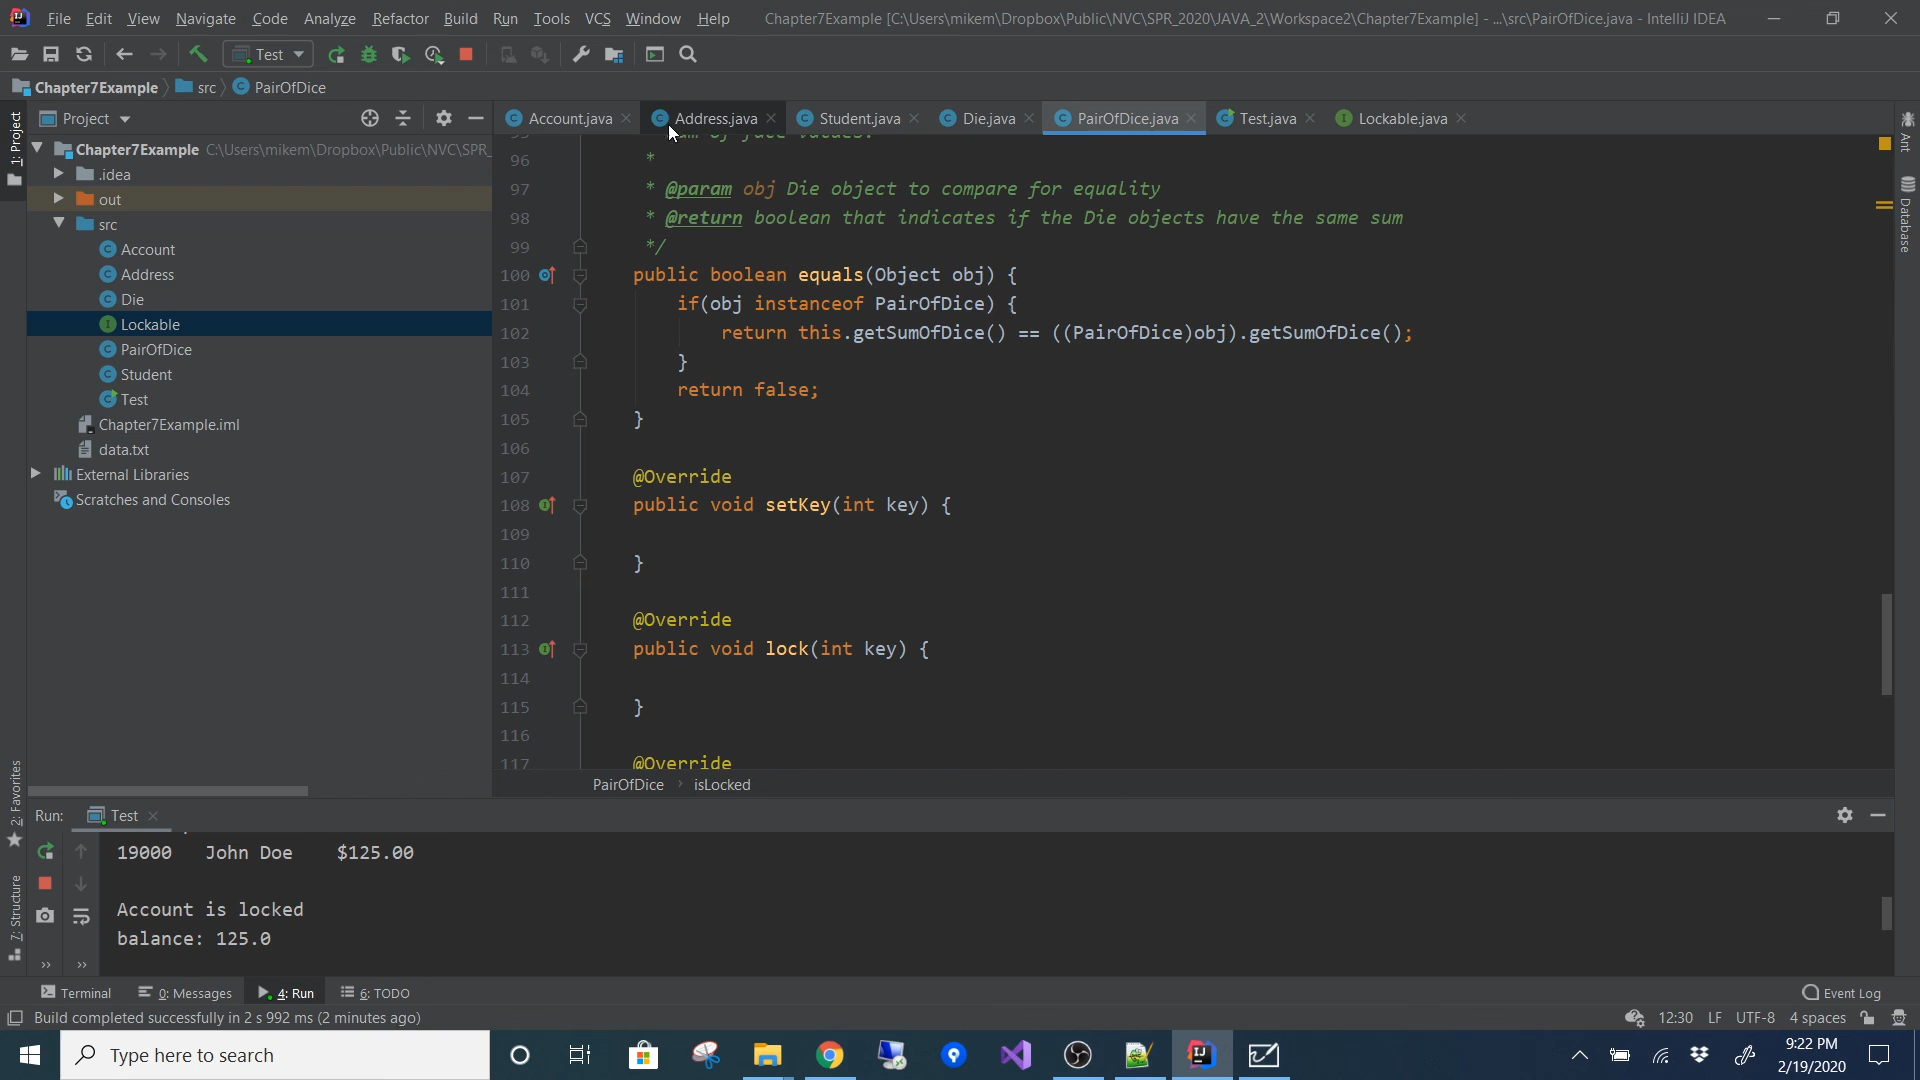 File Edit View Navigate Code Analyze Refactor Build Run Tools VCS Window Help Chapter7Example [C:\Users\mikem\Dropbox\Public\NVC\SPR_2020\JAVA_2\Workspace2\Chapter7Example] - ...\src\PairOfDice.java - IntelliJ IDEA
Test
Chapter7Example src PairOfDice
Project
Account.java Address.java Student.java Die.java PairOfDice.java Test.java Lockable.java
1: Project
Chapter7Example C:\Users\mikem\Dropbox\Public\NVC\SPR_
.idea
out
src
Account
Address
Die
Lockable
PairOfDice
Student
Test
Chapter7Example.iml
data.txt
External Libraries
Scratches and Consoles
96 *
97 * @param obj Die object to compare for equality
98 * @return boolean that indicates if the Die objects have the same sum
99 */
100 public boolean equals(Object obj) {
101 if(obj instanceof PairOfDice) {
102 return this.getSumOfDice() == ((PairOfDice)obj).getSumOfDice();
103 }
104 return false;
105 }
106
107 @Override
108 public void setKey(int key) {
109
110 }
111
112 @Override
113 public void lock(int key) {
114
115 }
116
117 @Override
PairOfDice isLocked
Ant
Database
2: Favorites
7: Structure
Run: Test
19000 John Doe $125.00
Account is locked
balance: 125.0
Terminal 0: Messages 4: Run 6: TODO Event Log
Build completed successfully in 2 s 992 ms (2 minutes ago) 12:30 LF UTF-8 4 spaces
Type here to search
9:22 PM
2/19/2020